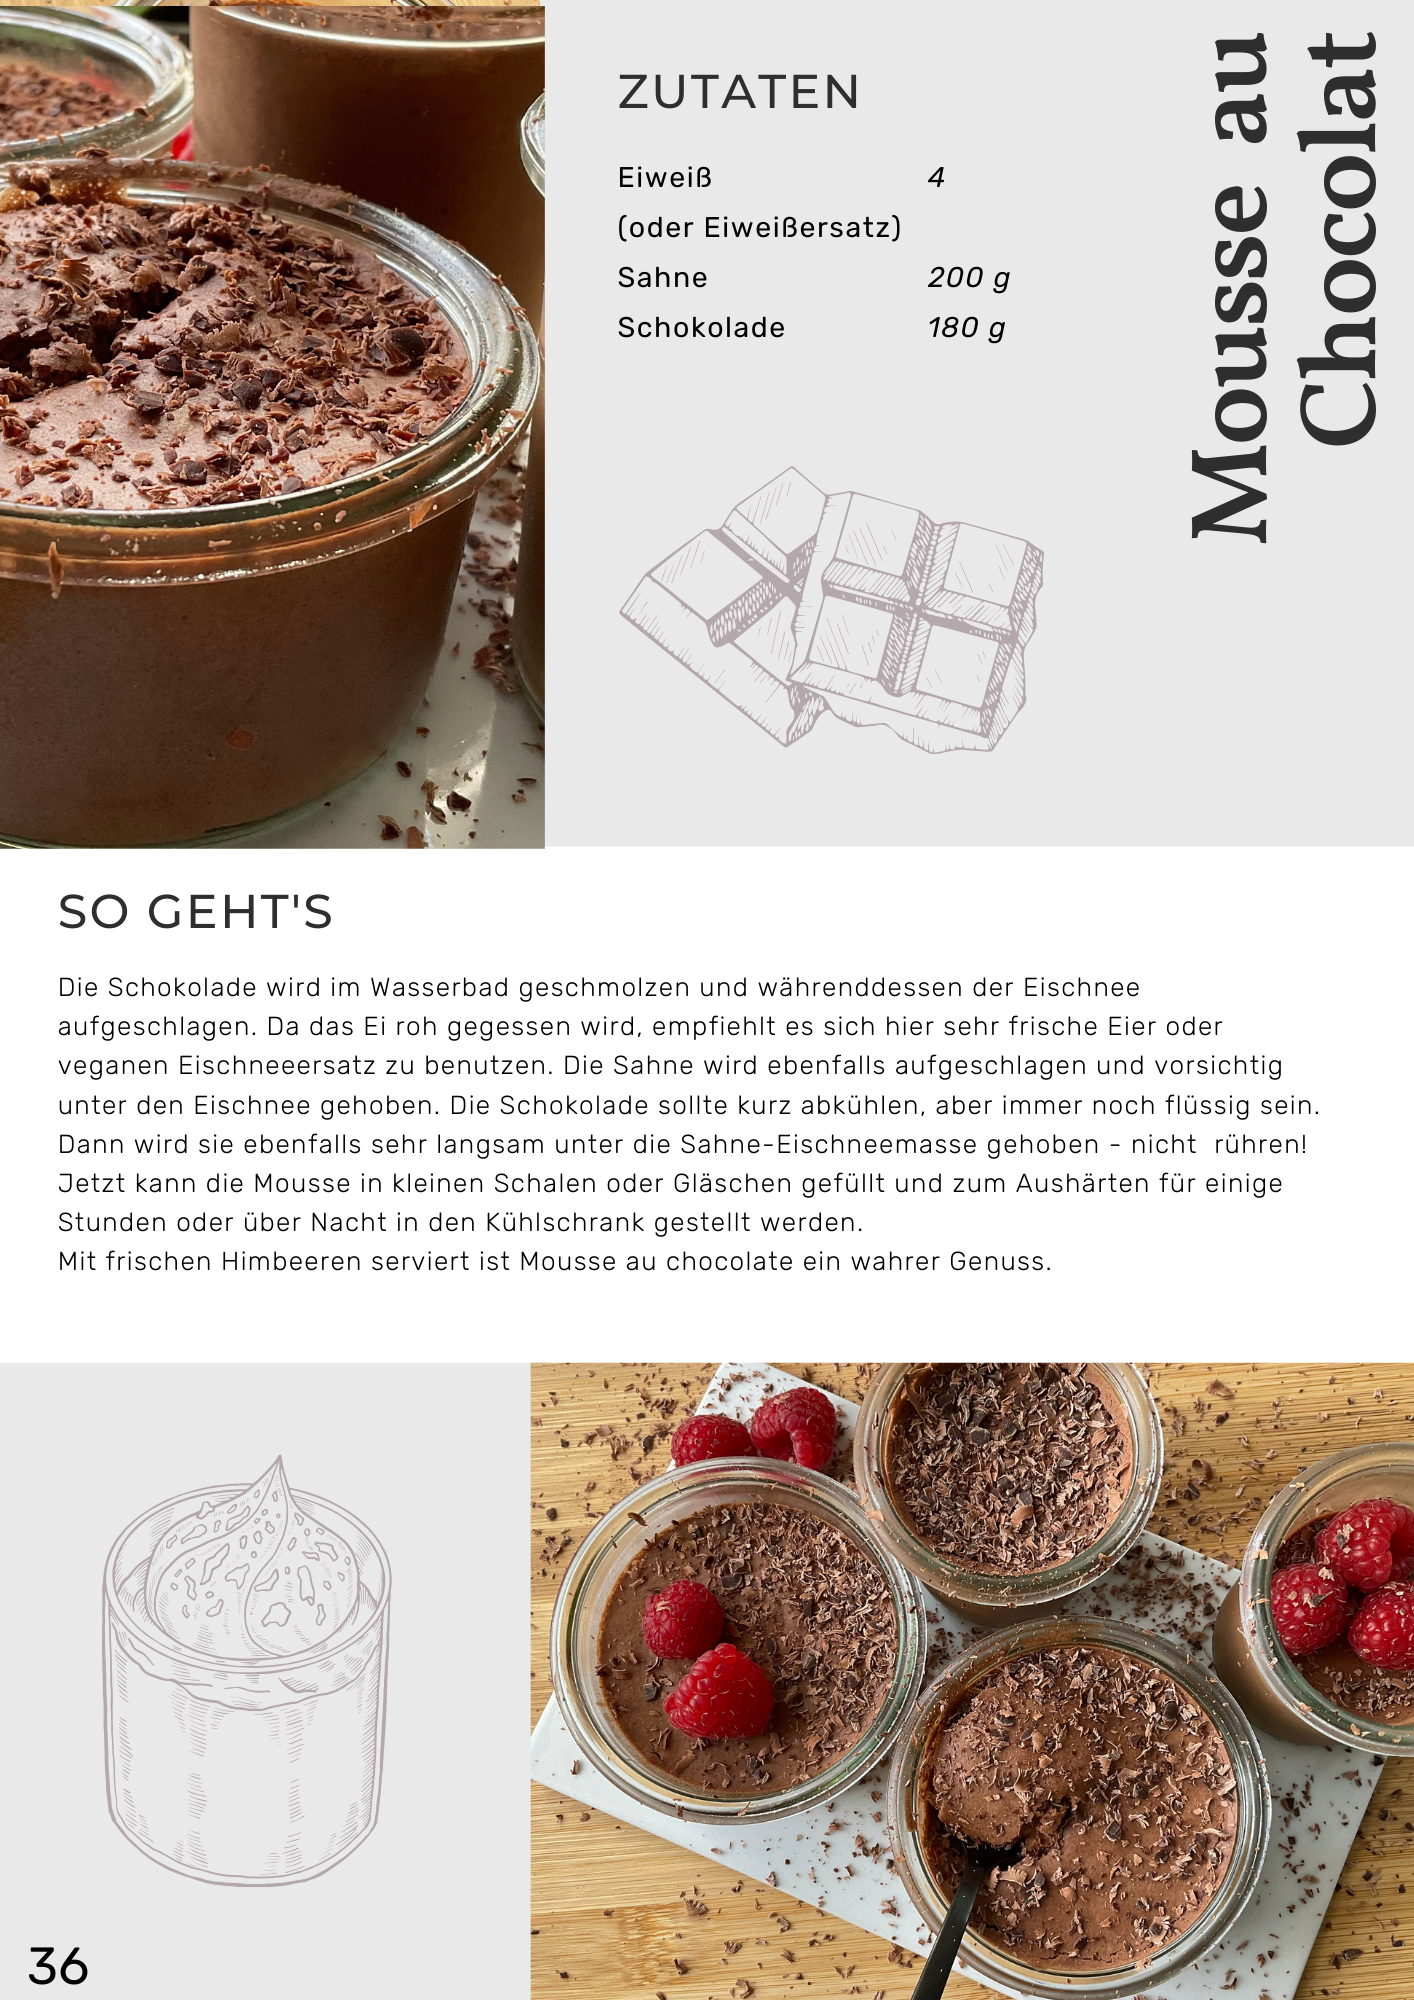 Mousse au
Chocolat
ZUTATEN
Eiweiß 4
(oder Eiweißersatz)
Sahne 200 g
Schokolade 180 g
SO GEHT'S
Die Schokolade wird im Wasserbad geschmolzen und währenddessen der Eischnee
aufgeschlagen. Da das Ei roh gegessen wird, empfiehlt es sich hier sehr frische Eier oder
veganen Eischneeersatz zu benutzen. Die Sahne wird ebenfalls aufgeschlagen und vorsichtig
unter den Eischnee gehoben. Die Schokolade sollte kurz abkühlen, aber immer noch flüssig sein.
Dann wird sie ebenfalls sehr langsam unter die Sahne-Eischneemasse gehoben - nicht  rühren!
Jetzt kann die Mousse in kleinen Schalen oder Gläschen gefüllt und zum Aushärten für einige
Stunden oder über Nacht in den Kühlschrank gestellt werden.
Mit frischen Himbeeren serviert ist Mousse au chocolate ein wahrer Genuss.
36